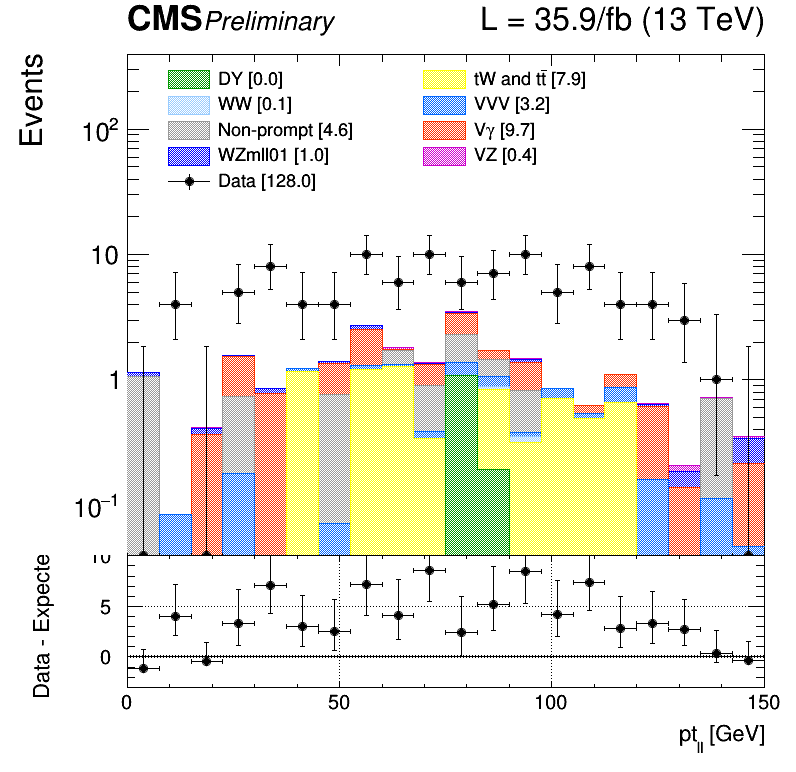 CMS Preliminary L = 35.9/fb (13 TeV)
Events
DY [0.0] tW and tt̄ [7.9]
WW [0.1] VVV [3.2]
Non-prompt [4.6] Vγ [9.7]
WZmll01 [1.0] VZ [0.4]
Data [128.0]
10²
10
1
10⁻¹
Data - Expecte
10
5
0
0 50 100 150
pt_ll [GeV]